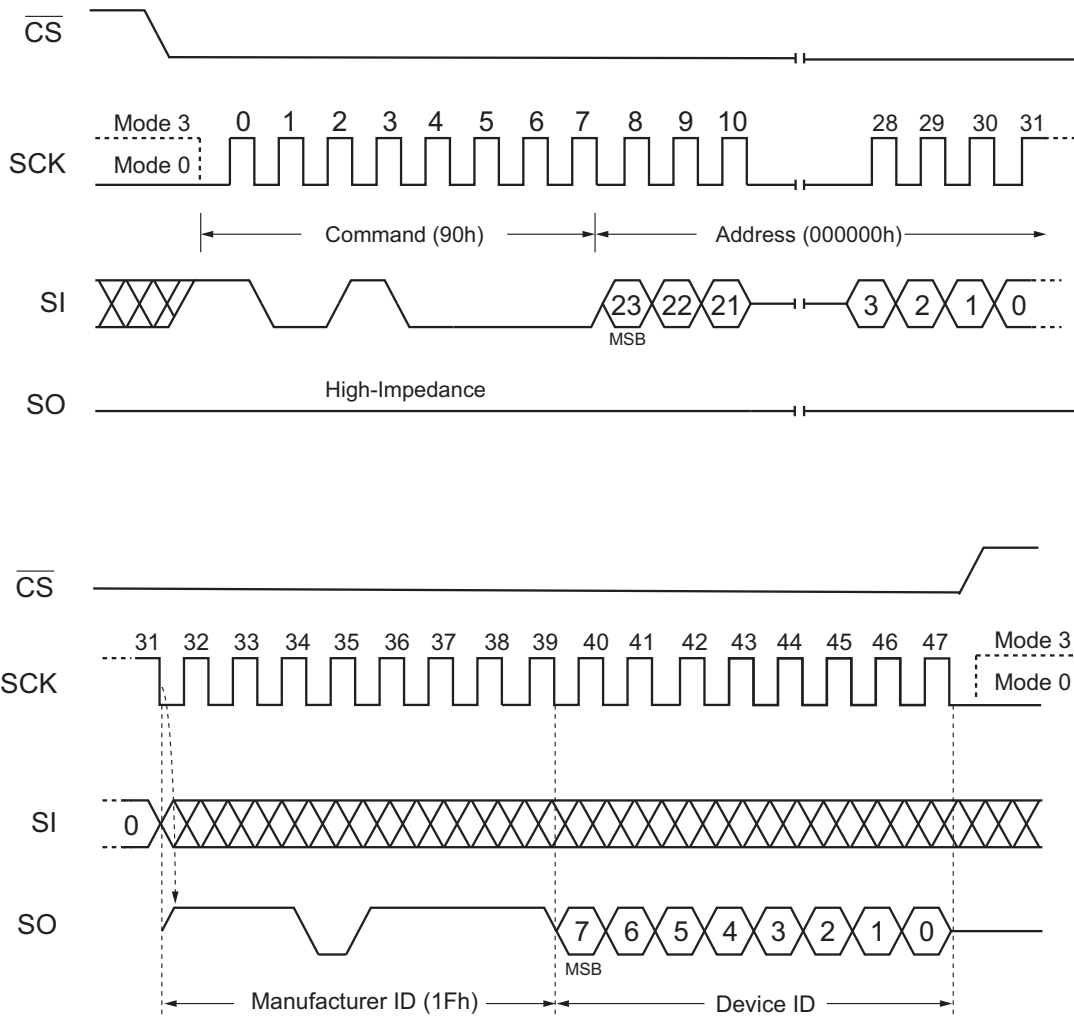 CS
Mode 3
0 1 2 3 4 5 6 7 8 9 10 28 29 30 31
SCK
Mode 0
Command (90h)
Address (000000h)
SI
23 22 21 3 2 1 0
MSB
High-Impedance
SO
CS
31 32 33 34 35 36 37 38 39 40 41 42 43 44 45 46 47
Mode 3
SCK
Mode 0
SI
0
SO
7 6 5 4 3 2 1 0
MSB
Manufacturer ID (1Fh)
Device ID